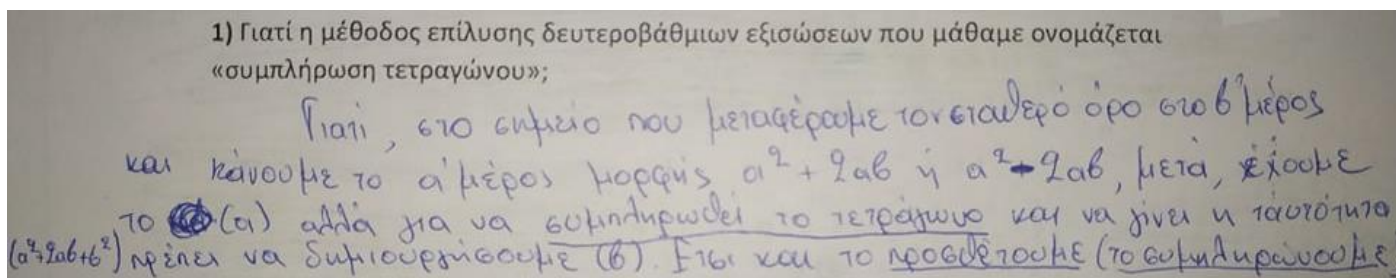 1) Γιατί η μέθοδος επίλυσης δευτεροβάθμιων εξισώσεων που μάθαμε ονομάζεται
«συμπλήρωση τετραγώνου»;
Γιατί, στο σημείο που μεταφέρουμε τον σταθερό όρο στο β' μέρος
και κάνουμε το α' μέρος μορφής α² + 2αβ ή α² - 2αβ, μετά, έχουμε
το (α) αλλά για να συμπληρωθεί το τετράγωνο και να γίνει η ταυτότητα
(α²+2αβ+β²) πρέπει να δημιουργήσουμε (β). Έτσι και το προσθέτουμε (το συμπληρώνουμε